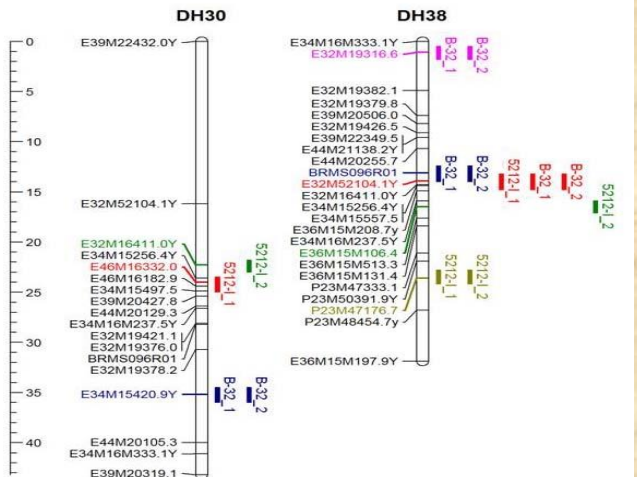 DH30
DH38
0
5
10
15
20
25
30
35
40
E39M22432.0Y
E32M52104.1Y
E32M16411.0Y
E34M15256.4Y
E46M16332.0
E46M16182.9
E34M15497.5
E39M20427.8
E44M20129.3
E34M16M237.5Y
E32M19421.1
E32M19376.0
BRMS096R01
E32M19378.2
E34M15420.9Y
E44M20105.3
E34M16M333.1Y
E39M20319.1
5212-I_1
5212-I_2
B-32_1
B-32_2
E34M16M333.1Y
E32M19316.6
E32M19382.1
E32M19379.8
E39M20506.0
E32M19426.5
E39M22349.5
E44M21138.2Y
E44M20255.7
BRMS096R01
E32M52104.1Y
E32M16411.0Y
E34M15256.4Y
E34M15557.5
E36M15M208.7y
E34M16M237.5Y
E36M15M106.4
E36M15M513.3
E36M15M131.4
P23M47333.1
P23M50391.9Y
P23M47176.7
P23M48454.7y
E36M15M197.9Y
B-32_1
B-32_2
B-32_1
B-32_2
5212-I_1
B-32_1
B-32_2
5212-I_2
5212-I_1
5212-I_2